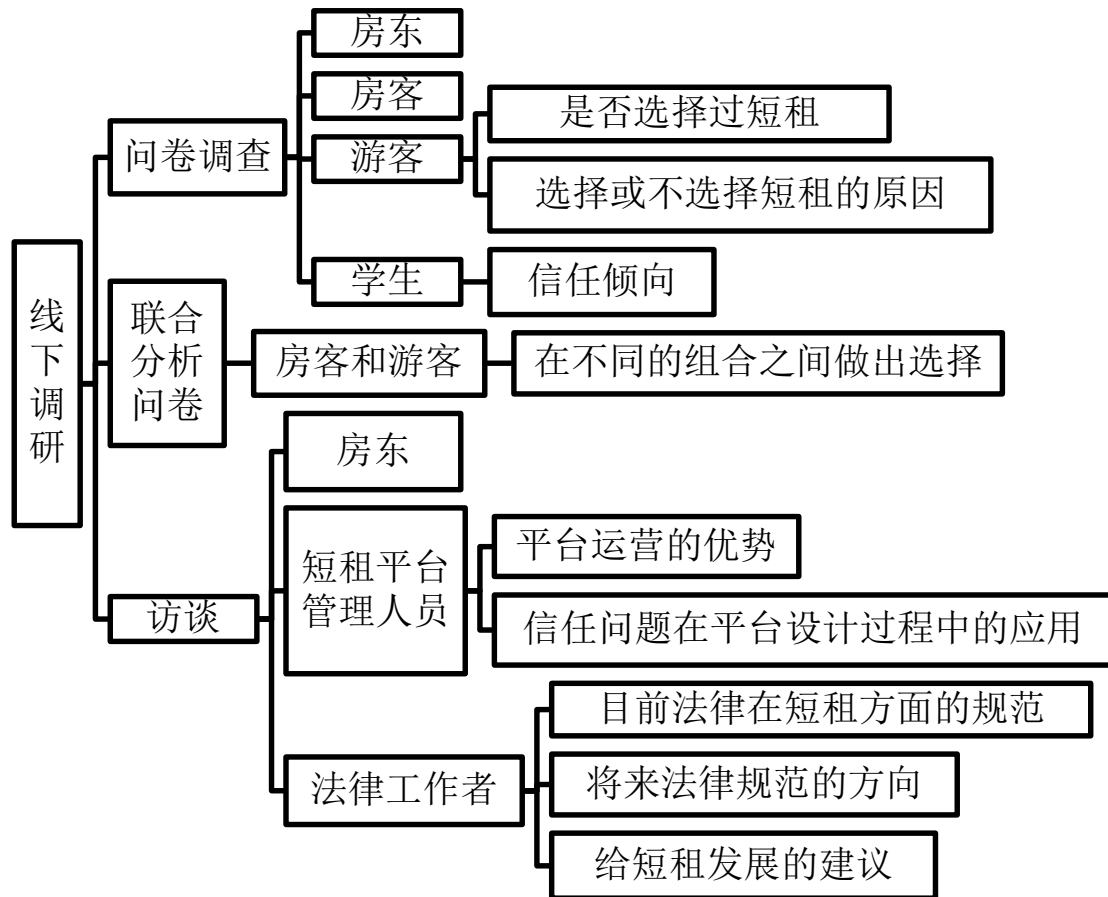 线
下
调
研
问卷调查
房东
房客
游客
是否选择过短租
选择或不选择短租的原因
学生
信任倾向
联合
分析
问卷
房客和游客
在不同的组合之间做出选择
访谈
房东
短租平台
管理人员
平台运营的优势
信任问题在平台设计过程中的应用
法律工作者
目前法律在短租方面的规范
将来法律规范的方向
给短租发展的建议